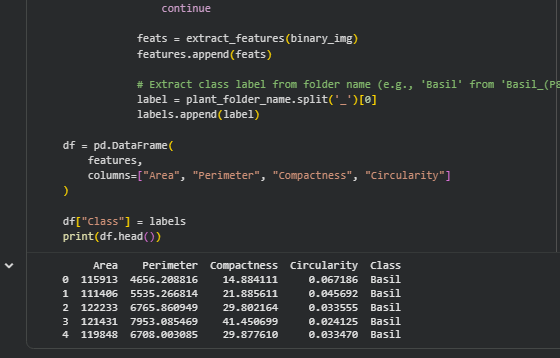 continue
feats = extract_features(binary_img)
features.append(feats)
# Extract class label from folder name (e.g., 'Basil' from 'Basil_(P8
label = plant_folder_name.split('_')[0]
labels.append(label)
df = pd.DataFrame(
features,
columns=["Area", "Perimeter", "Compactness", "Circularity"]
)
df["Class"] = labels
print(df.head())
Area Perimeter Compactness Circularity Class
0 115913 4656.208816 14.884111 0.067186 Basil
1 111406 5535.266814 21.885611 0.045692 Basil
2 122233 6765.860949 29.802164 0.033555 Basil
3 121431 7953.085469 41.450699 0.024125 Basil
4 119848 6708.003085 29.877610 0.033470 Basil